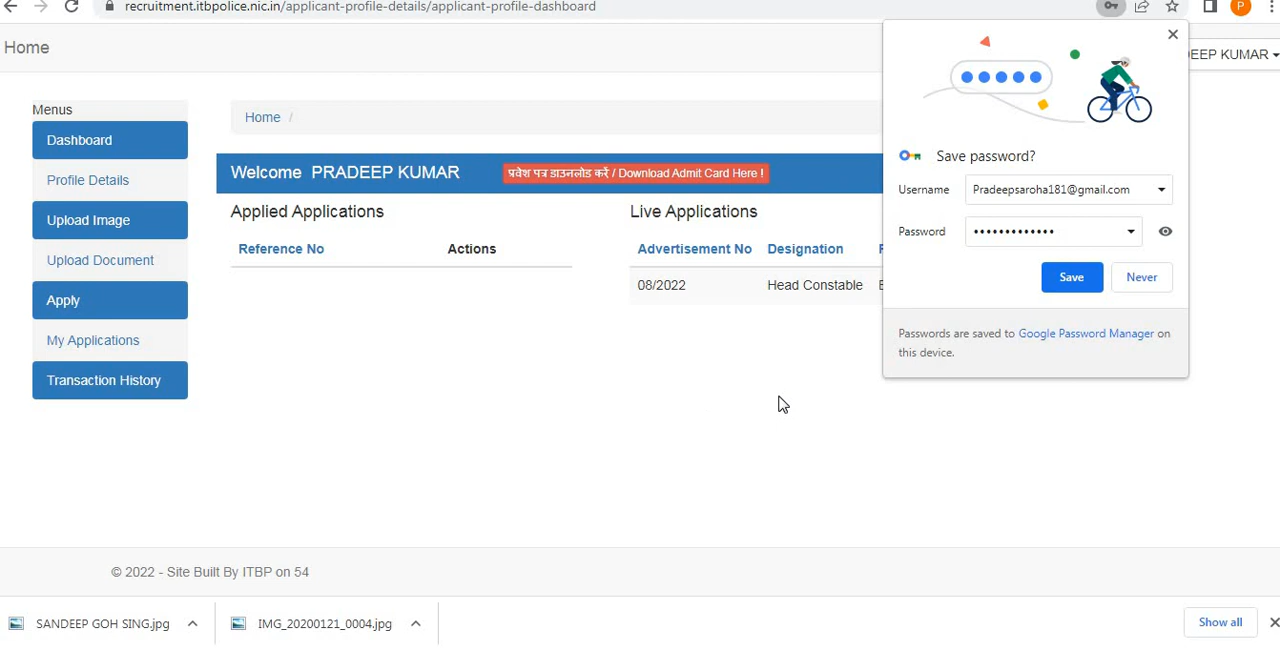 recruitment.itbpolice.nic.in/applicant-profile-details/applicant-profile-dashboard
P
Home
DEEP KUMAR
Menus
Dashboard
Profile Details
Upload Image
Upload Document
Apply
My Applications
Transaction History
Home /
Welcome PRADEEP KUMAR
प्रवेश पत्र डाउनलोड करें / Download Admit Card Here !
Applied Applications
Reference No Actions
Live Applications
Advertisement No Designation
08/2022 Head Constable
Save password?
Username Pradeepsaroha181@gmail.com
Password •••••••••••••
Save Never
Passwords are saved to Google Password Manager on
this device.
© 2022 - Site Built By ITBP on 54
SANDEEP GOH SING.jpg IMG_20200121_0004.jpg Show all